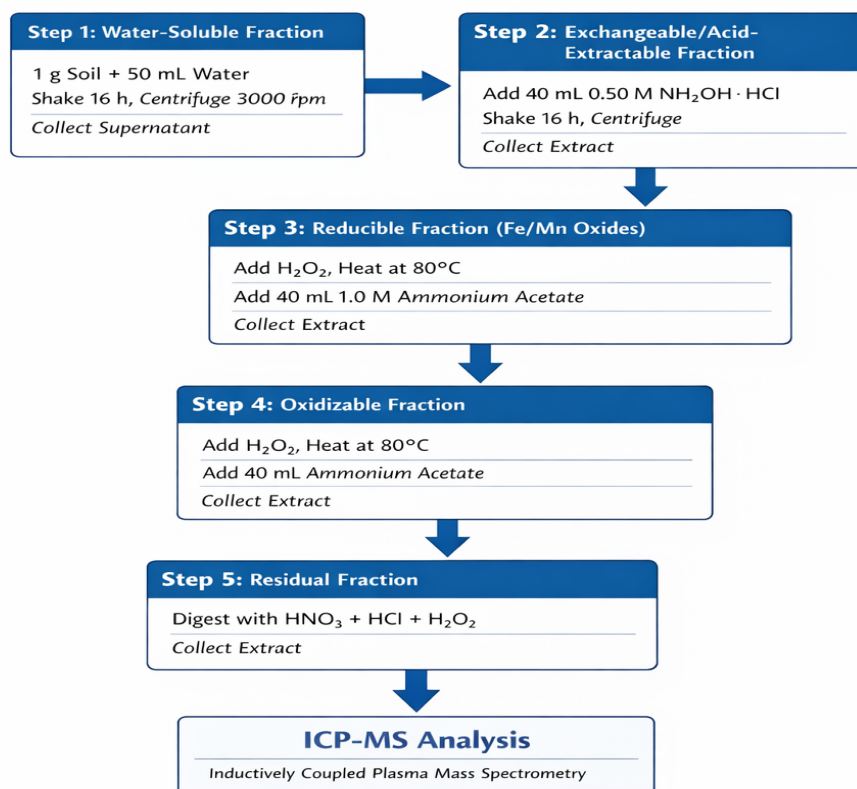 Step 1: Water-Soluble Fraction
1 g Soil + 50 mL Water
Shake 16 h, Centrifuge 3000 r̈pm
Collect Supernatant
Step 2: Exchangeable/Acid-
Extractable Fraction
Add 40 mL 0.50 M NH₂OH · HCl
Shake 16 h, Centrifuge
Collect Extract
Step 3: Reducible Fraction (Fe/Mn Oxides)
Add H₂O₂, Heat at 80°C
Add 40 mL 1.0 M Ammonium Acetate
Collect Extract
Step 4: Oxidizable Fraction
Add H₂O₂, Heat at 80°C
Add 40 mL Ammonium Acetate
Collect Extract
Step 5: Residual Fraction
Digest with HNO₃ + HCl + H₂O₂
Collect Extract
ICP-MS Analysis
Inductively Coupled Plasma Mass Spectrometry